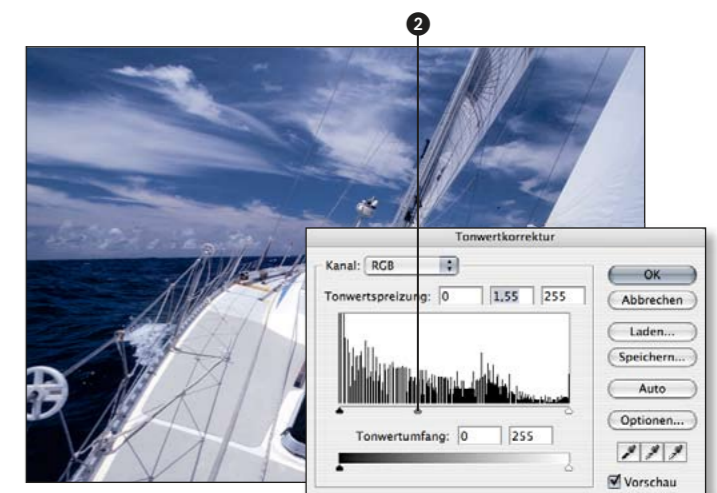 2
Tonwertkorrektur
Kanal: RGB
OK
Tonwertspreizung: 0 1,55 255
Abbrechen
Laden...
Speichern...
Auto
Optionen...
Tonwertumfang: 0 255
Vorschau